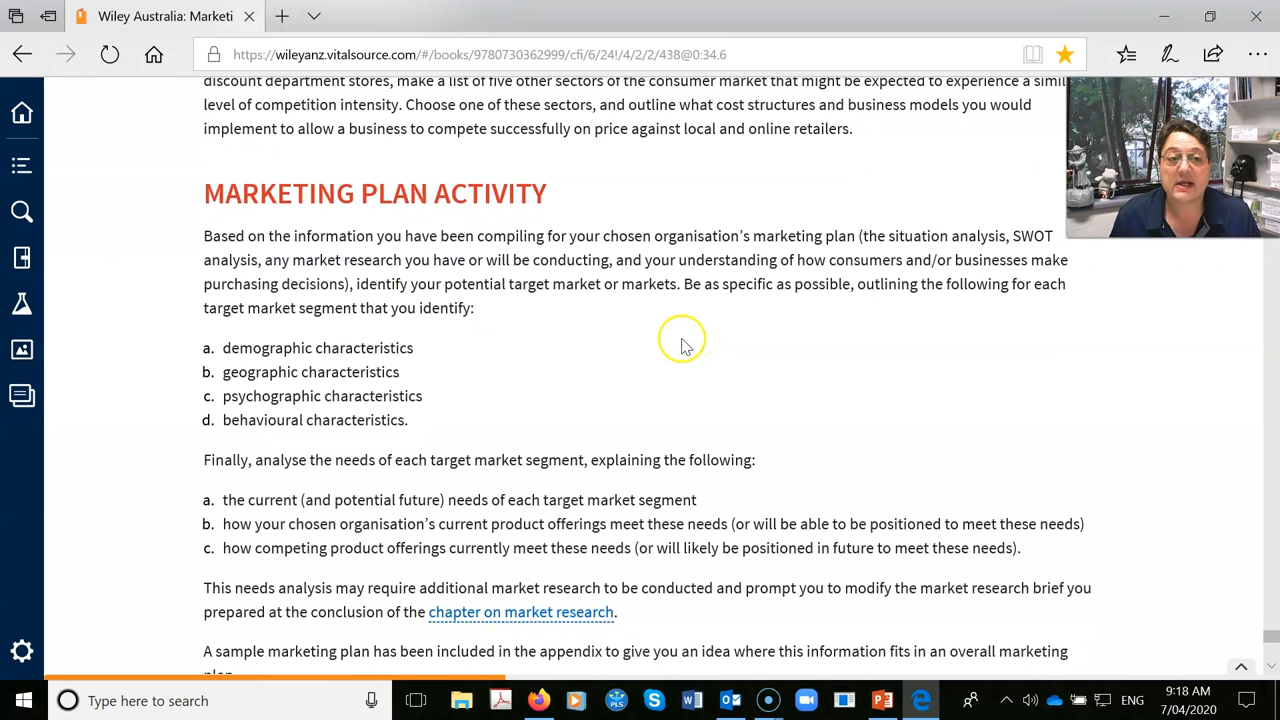 Wiley Australia: Marketi
https://wileyanz.vitalsource.com/#/books/9780730362999/cfi/6/24!/4/2/2/438@0:34.6
discount department stores, make a list of five other sectors of the consumer market that might be expected to experience a simil
level of competition intensity. Choose one of these sectors, and outline what cost structures and business models you would
implement to allow a business to compete successfully on price against local and online retailers.
MARKETING PLAN ACTIVITY
Based on the information you have been compiling for your chosen organisation's marketing plan (the situation analysis, SWOT
analysis, any market research you have or will be conducting, and your understanding of how consumers and/or businesses make
purchasing decisions), identify your potential target market or markets. Be as specific as possible, outlining the following for each
target market segment that you identify:
a. demographic characteristics
b. geographic characteristics
c. psychographic characteristics
d. behavioural characteristics.
Finally, analyse the needs of each target market segment, explaining the following:
a. the current (and potential future) needs of each target market segment
b. how your chosen organisation's current product offerings meet these needs (or will be able to be positioned to meet these needs)
c. how competing product offerings currently meet these needs (or will likely be positioned in future to meet these needs).
This needs analysis may require additional market research to be conducted and prompt you to modify the market research brief you
prepared at the conclusion of the chapter on market research.
A sample marketing plan has been included in the appendix to give you an idea where this information fits in an overall marketing
plan
Type here to search
PLS
ENG
9:18 AM
7/04/2020